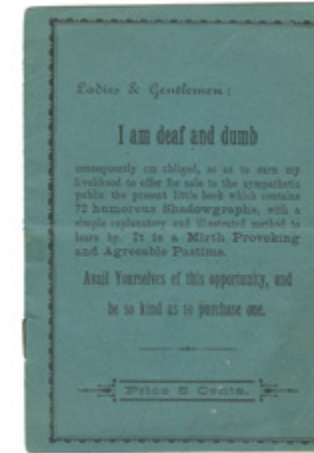 Ladies & Gentlemen:
I am deaf and dumb
consequently am obliged, so as to earn my
livelihood to offer for sale to the sympathetic
public the present little book which contains
72 humorous Shadowgraphs, with a
simple explanatory and illustrated method to
learn by. It is a Mirth Provoking
and Agreeable Pastime.
Avail Yourselves of this opportunity, and
be so kind as to purchase one.
Price 5 Cents.